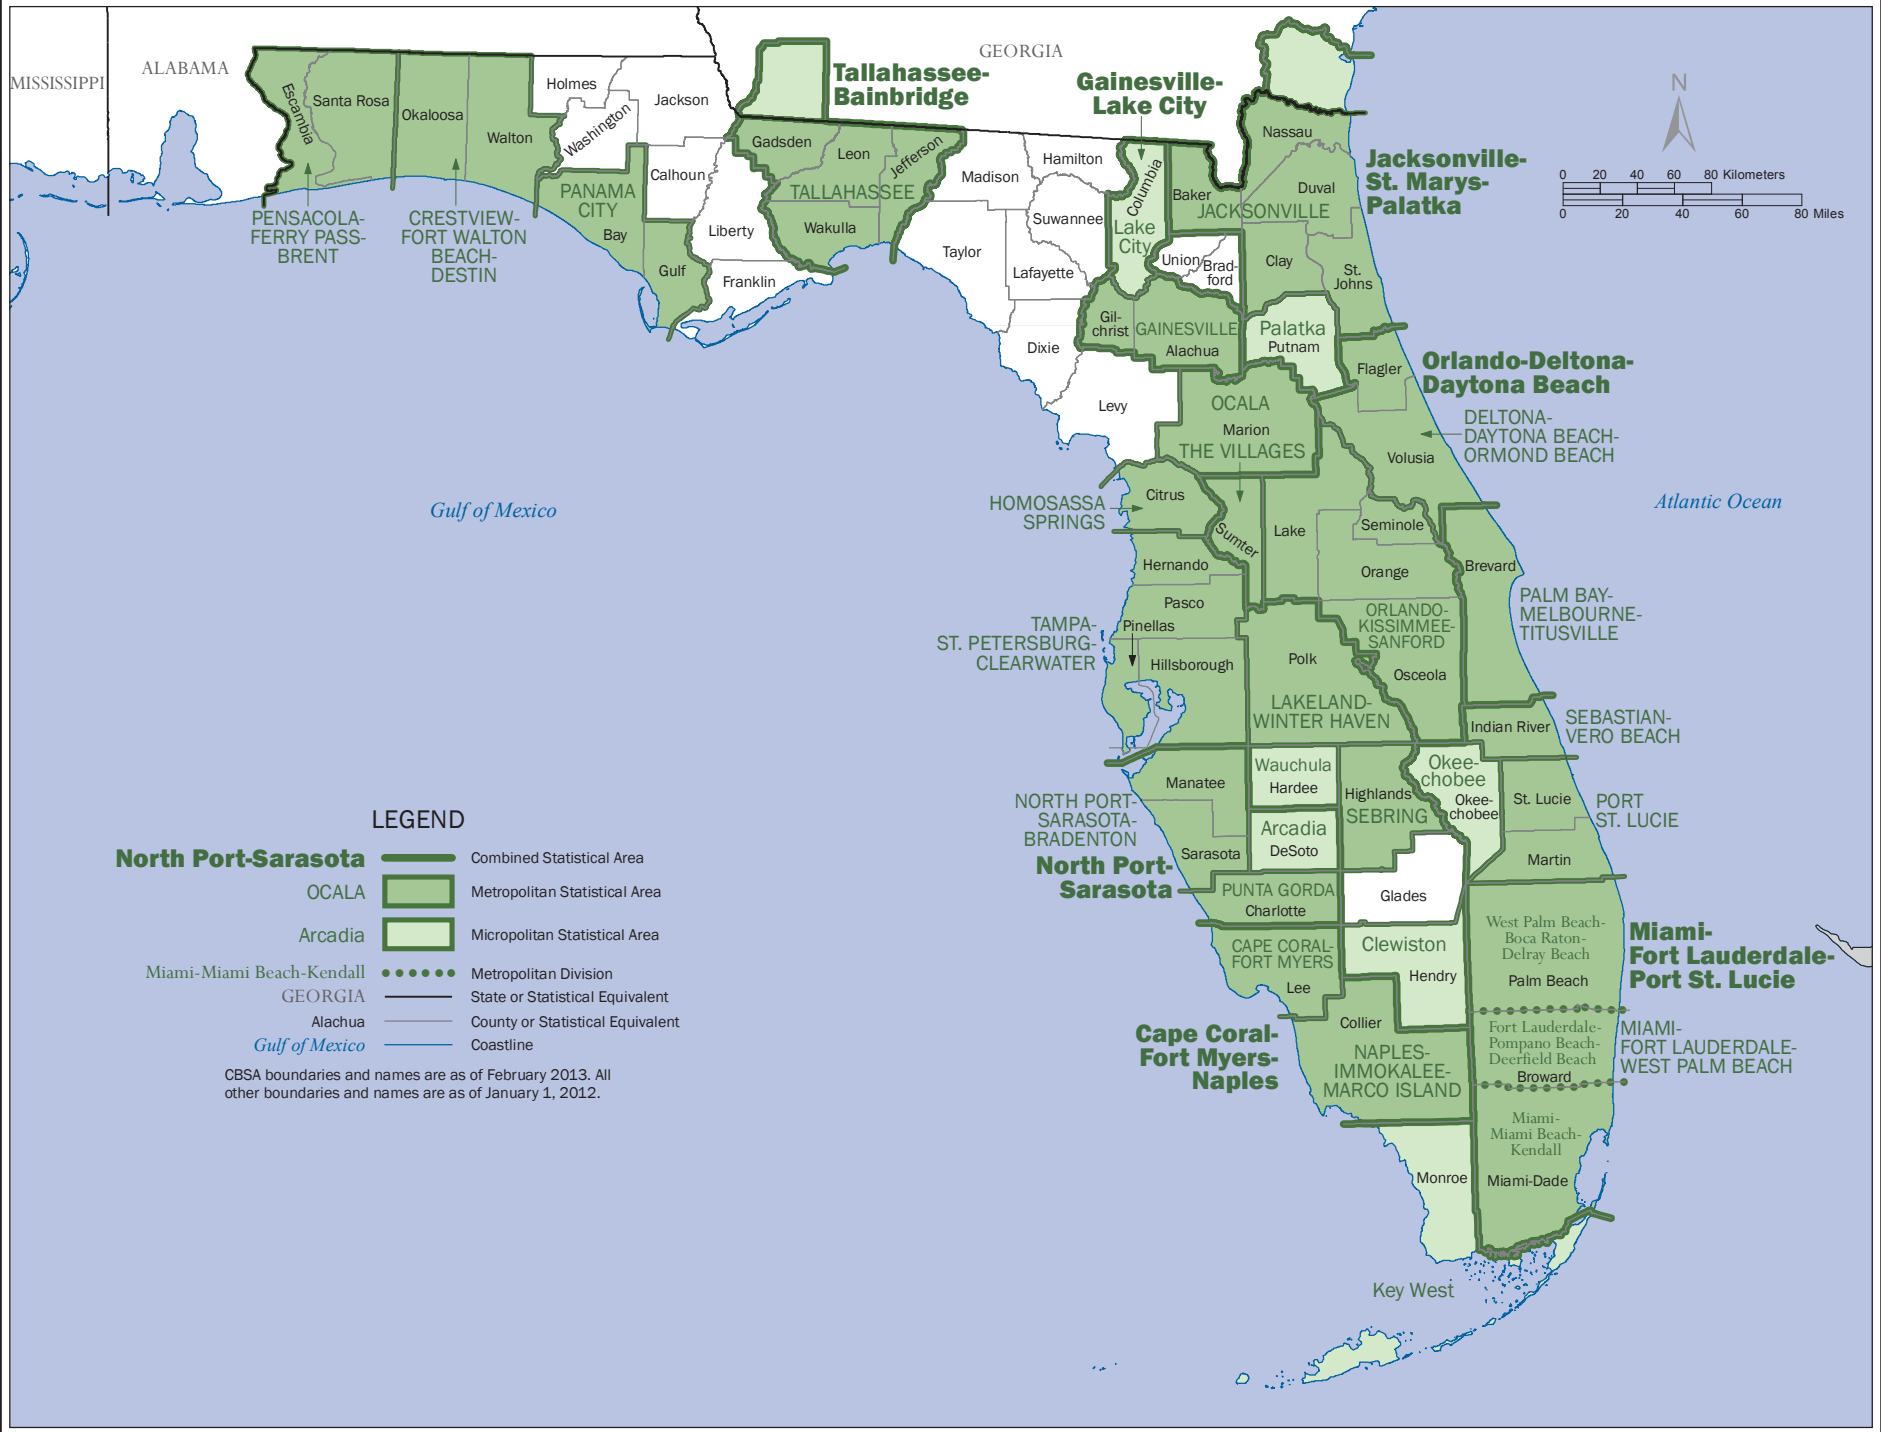 MISSISSIPPI
ALABAMA
GEORGIA
Tallahassee-
Bainbridge
Gainesville-
Lake City
Jacksonville-
St. Marys-
Palatka
N
0 20 40 60 80 Kilometers
0 20 40 60 80 Miles
Escambia
Santa Rosa
Okaloosa
Walton
Holmes
Washington
Jackson
Calhoun
PANAMA
CITY
Bay
Gulf
Liberty
Franklin
Gadsden
Leon
Jefferson
TALLAHASSEE
Wakulla
Madison
Taylor
Hamilton
Suwannee
Lafayette
Dixie
Columbia
Lake
City
Baker
Nassau
Duval
JACKSONVILLE
Union
Brad-
ford
Clay
St.
Johns
Gil-
christ
GAINESVILLE
Alachua
Palatka
Putnam
Flagler
Levy
PENSACOLA-
FERRY PASS-
BRENT
CRESTVIEW-
FORT WALTON
BEACH-
DESTIN
Orlando-Deltona-
Daytona Beach
DELTONA-
DAYTONA BEACH-
ORMOND BEACH
OCALA
Marion
THE VILLAGES
Volusia
Gulf of Mexico
Atlantic Ocean
HOMOSASSA
SPRINGS
Citrus
Sumter
Lake
Seminole
Orange
Brevard
Hernando
Pasco
Pinellas
Hillsborough
TAMPA-
ST. PETERSBURG-
CLEARWATER
ORLANDO-
KISSIMMEE-
SANFORD
Osceola
Polk
LAKELAND-
WINTER HAVEN
PALM BAY-
MELBOURNE-
TITUSVILLE
Indian River
SEBASTIAN-
VERO BEACH
Manatee
Wauchula
Hardee
Highlands
SEBRING
Okee-
chobee
Okee-
chobee
St. Lucie
PORT
ST. LUCIE
Martin
NORTH PORT-
SARASOTA-
BRADENTON
Sarasota
Arcadia
DeSoto
North Port-
Sarasota
PUNTA GORDA
Charlotte
Glades
CAPE CORAL-
FORT MYERS
Lee
Clewiston
Hendry
West Palm Beach-
Boca Raton-
Delray Beach
Palm Beach
Miami-
Fort Lauderdale-
Port St. Lucie
Collier
NAPLES-
IMMOKALEE-
MARCO ISLAND
Cape Coral-
Fort Myers-
Naples
Fort Lauderdale-
Pompano Beach-
Deerfield Beach
Broward
MIAMI-
FORT LAUDERDALE-
WEST PALM BEACH
Miami-
Miami Beach-
Kendall
Miami-Dade
Monroe
Key West
LEGEND
North Port-Sarasota Combined Statistical Area
OCALA Metropolitan Statistical Area
Arcadia Micropolitan Statistical Area
Miami-Miami Beach-Kendall Metropolitan Division
GEORGIA State or Statistical Equivalent
Alachua County or Statistical Equivalent
Gulf of Mexico Coastline
CBSA boundaries and names are as of February 2013. All
other boundaries and names are as of January 1, 2012.